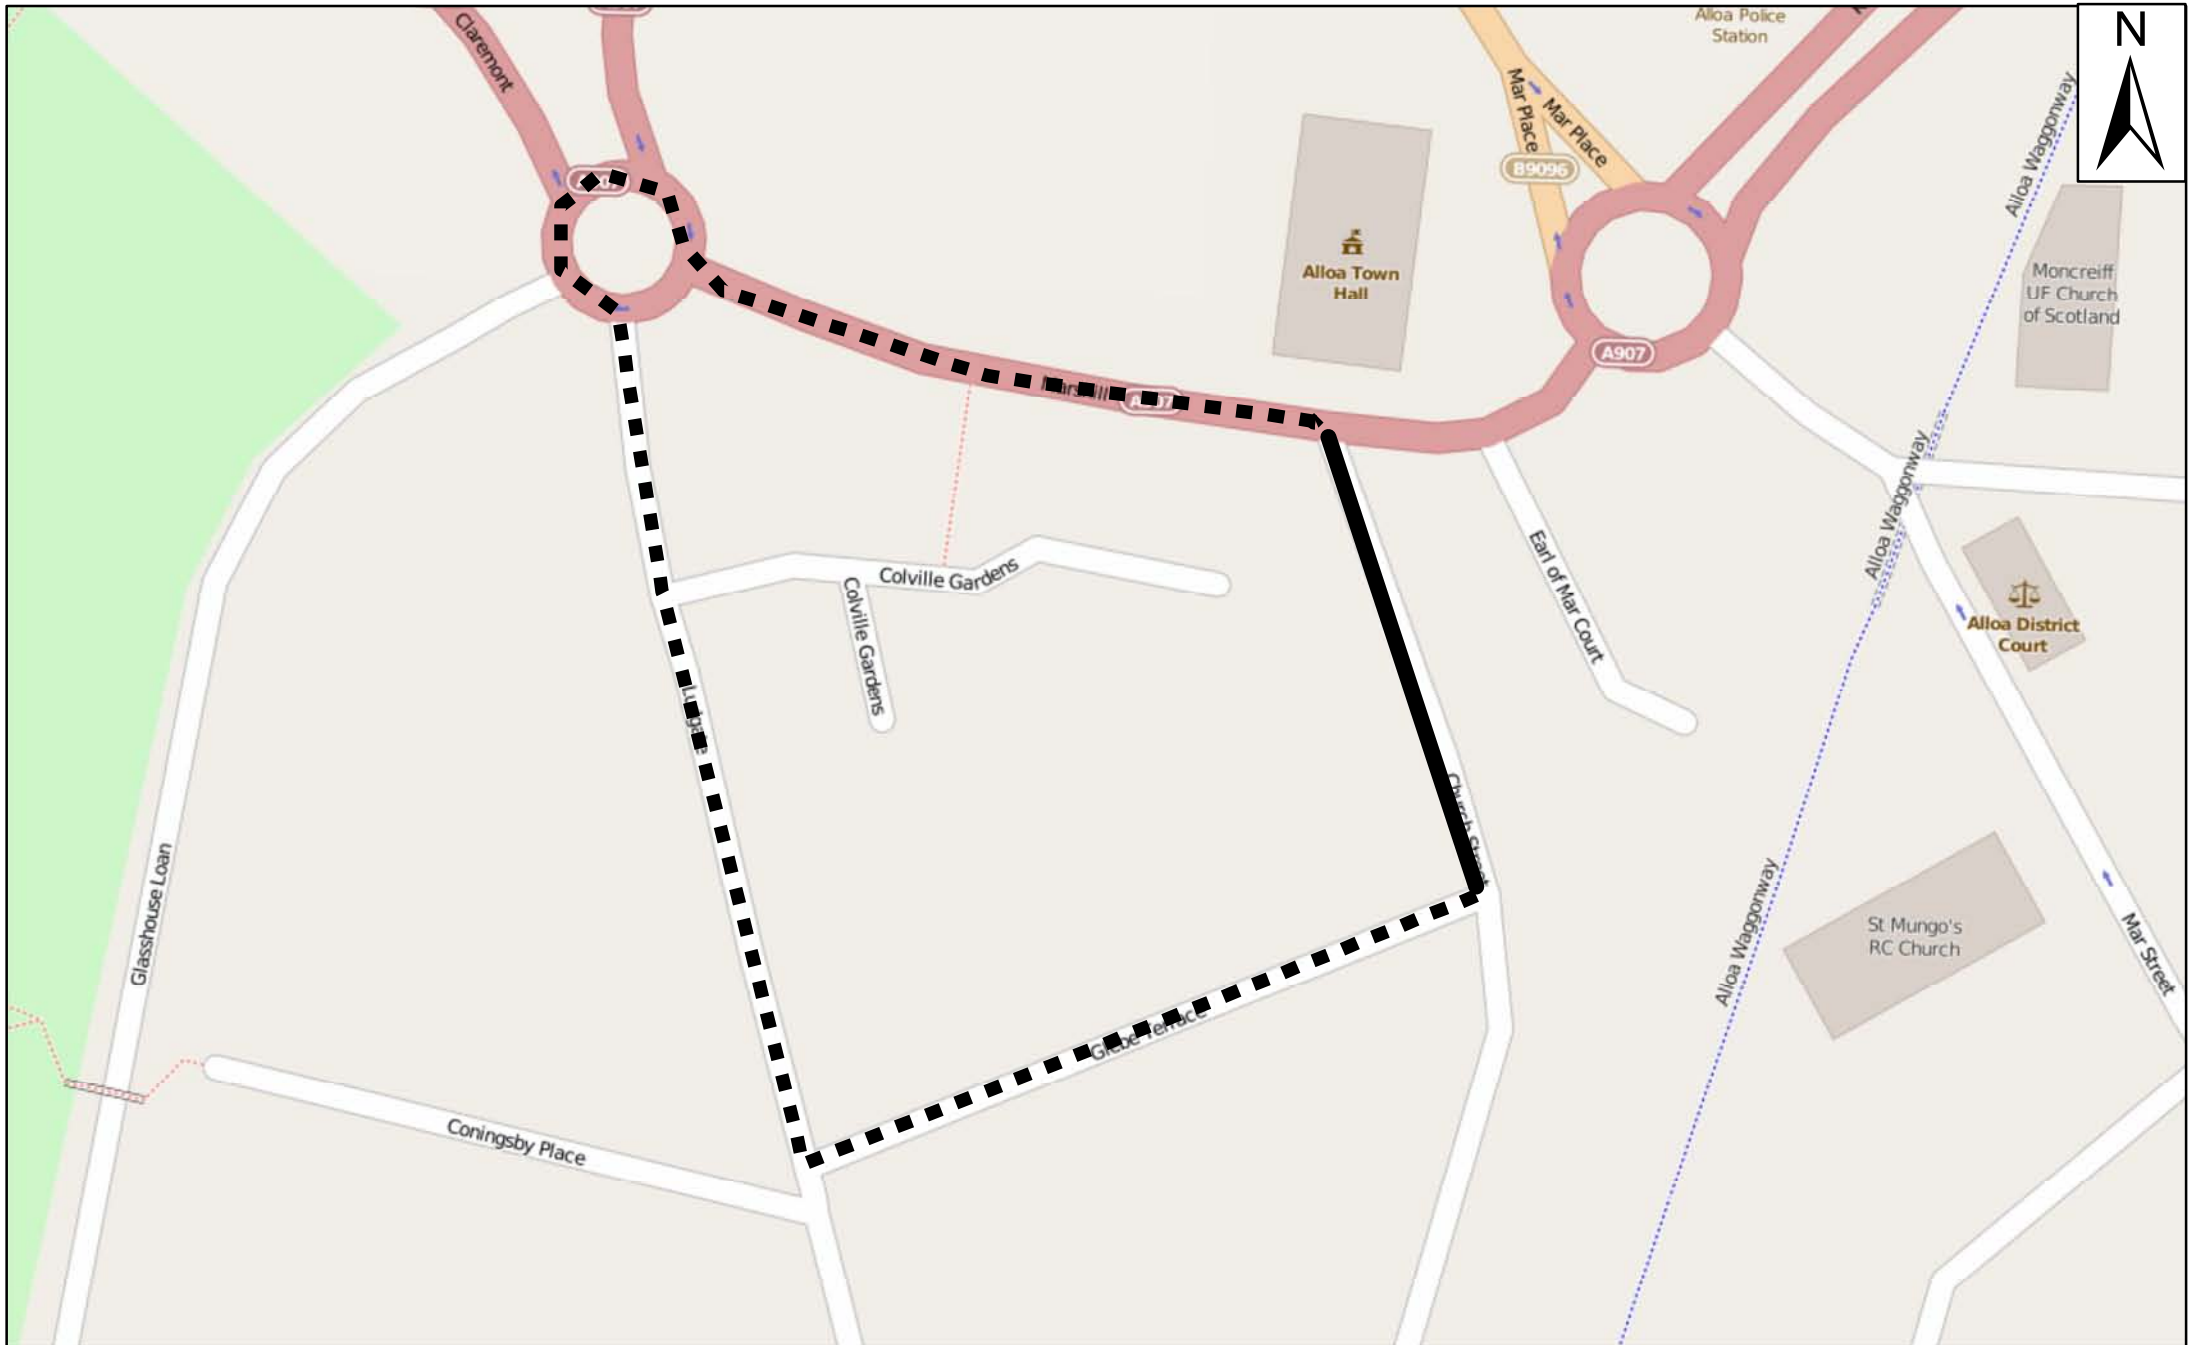 Claremont
Alloa Police
Station
N
Mar Place
Mar Place
B9096
Alloa Waggonway
Alloa Town
Hall
Moncreiff
UF Church
of Scotland
A907
Colville Gardens
Colville Gardens
Earl of Mar Court
Alloa Waggonway
Alloa District
Court
Ludgate
Church Street
Glasshouse Loan
Alloa Waggonway
St Mungo's
RC Church
Mar Street
Glebe Terrace
Coningsby Place